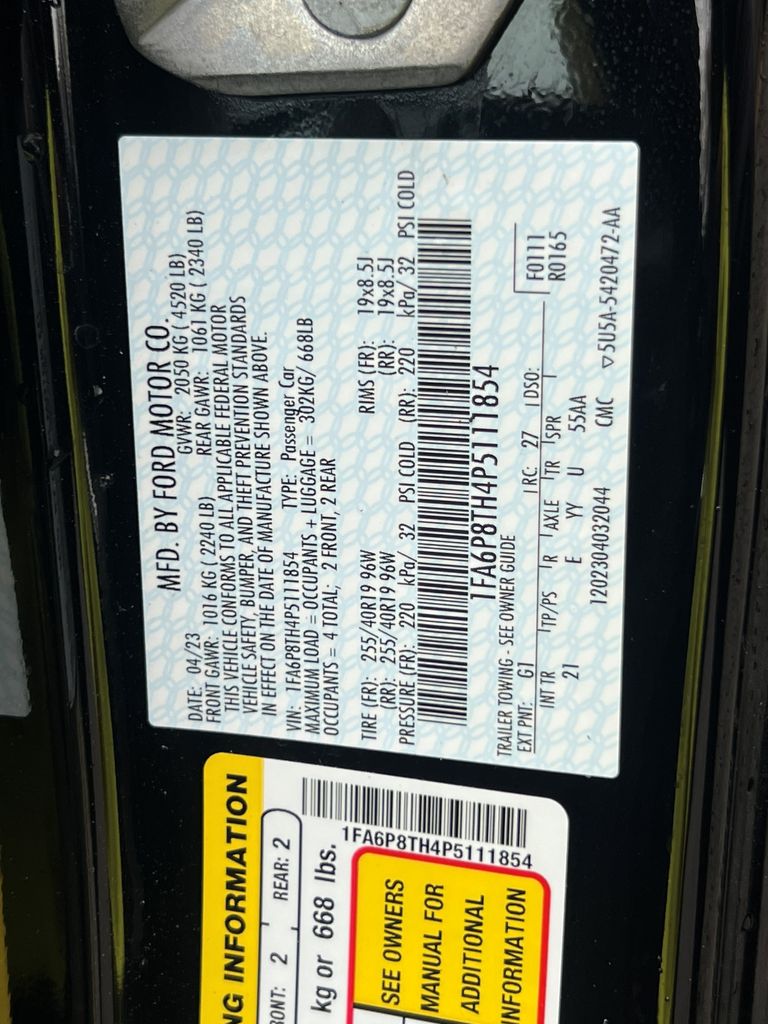 MFD. BY FORD MOTOR CO.
DATE: 04/23 GVWR: 2050 KG ( 4520 LB)
FRONT GAWR: 1016 KG ( 2240 LB) REAR GAWR: 1061 KG ( 2340 LB)
THIS VEHICLE CONFORMS TO ALL APPLICABLE FEDERAL MOTOR
VEHICLE SAFETY, BUMPER, AND THEFT PREVENTION STANDARDS
IN EFFECT ON THE DATE OF MANUFACTURE SHOWN ABOVE.
VIN: 1FA6P8TH4P5111854 TYPE: Passenger Car
MAXIMUM LOAD = OCCUPANTS + LUGGAGE = 302KG/ 668LB
OCCUPANTS = 4 TOTAL: 2 FRONT, 2 REAR
TIRE (FR): 255/40R19 96W RIMS (FR): 19x8.5J
(RR): 255/40R19 96W (RR): 19x8.5J
PRESSURE (FR): 220 kPa/ 32 PSI COLD (RR): 220 kPa/ 32 PSI COLD
1FA6P8TH4P5111854
TRAILER TOWING - SEE OWNER GUIDE
F0111
R0165
EXT PNT: G1 RC: 27 DSO:
INT TR TP/PS R AXLE TR SPR
21 E YY U 55AA
1202304032044 CMC ▽5U5A-5420472-AA
NG INFORMATION
RONT: 2 REAR: 2
kg or 668 lbs.
1FA6P8TH4P5111854
SEE OWNERS
MANUAL FOR
ADDITIONAL
INFORMATION